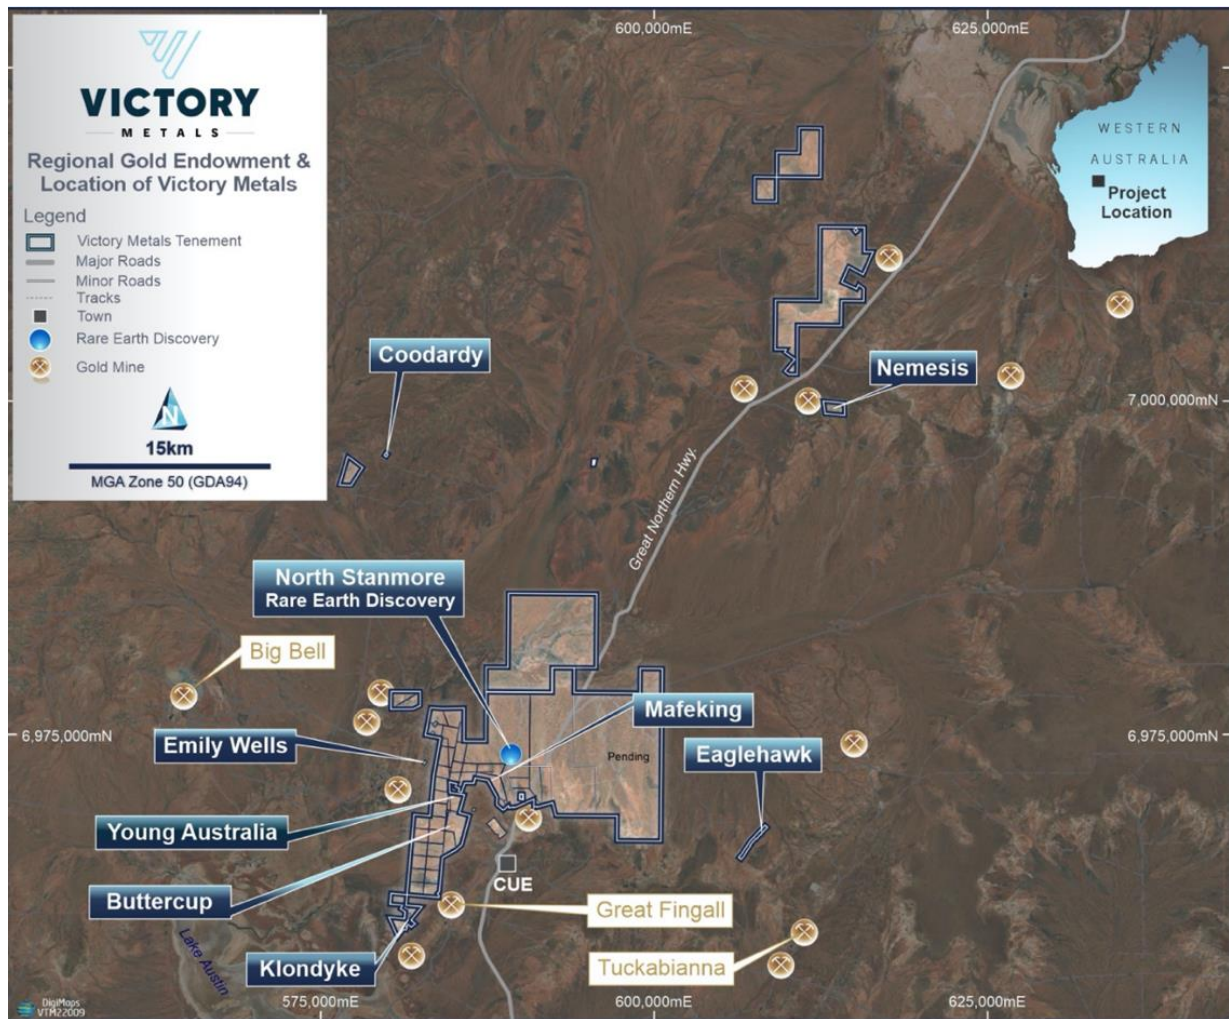 600,000mE
625,000mE
VICTORY
METALS
Regional Gold Endowment &
Location of Victory Metals
Legend
Victory Metals Tenement
Major Roads
Minor Roads
Tracks
Town
Rare Earth Discovery
Gold Mine
N
15km
MGA Zone 50 (GDA94)
WESTERN
AUSTRALIA
Project
Location
Coodardy
Nemesis
7,000,000mN
Great Northern Hwy.
North Stanmore
Rare Earth Discovery
Big Bell
Mafeking
6,975,000mN
Emily Wells
Pending
Eaglehawk
6,975,000mN
Young Australia
CUE
Buttercup
Great Fingall
Lake Austin
Klondyke
Tuckabianna
575,000mE
600,000mE
625,000mE
DigiMaps
VTM22009